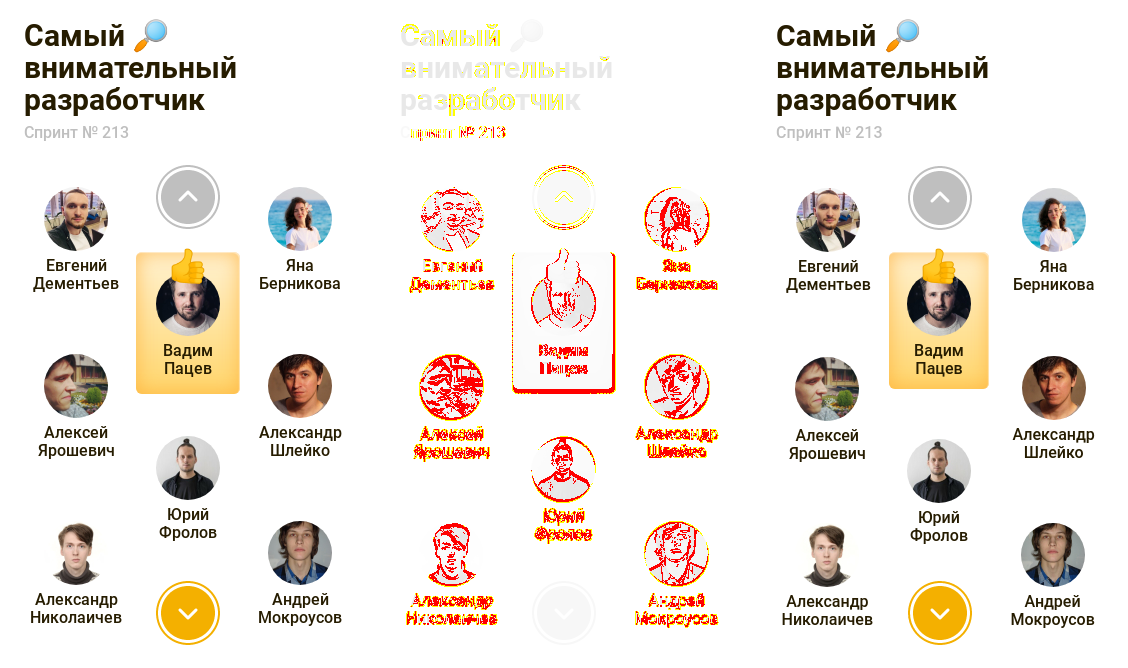 Самый 🔎
внимательный
разработчик
Спринт № 213
Евгений
Дементьев
Яна
Берникова
Вадим
Пацев
Алексей
Ярошевич
Александр
Шлейко
Юрий
Фролов
Александр
Николаичев
Андрей
Мокроусов
Самый 🔎
внимательный
разработчик
Спринт № 213
Евгений
Дементьев
Яна
Берникова
Вадим
Пацев
Алексей
Ярошевич
Александр
Шлейко
Юрий
Фролов
Александр
Николаичев
Андрей
Мокроусов
Самый 🔎
внимательный
разработчик
Спринт № 213
Евгений
Дементьев
Яна
Берникова
Вадим
Пацев
Алексей
Ярошевич
Александр
Шлейко
Юрий
Фролов
Александр
Николаичев
Андрей
Мокроусов